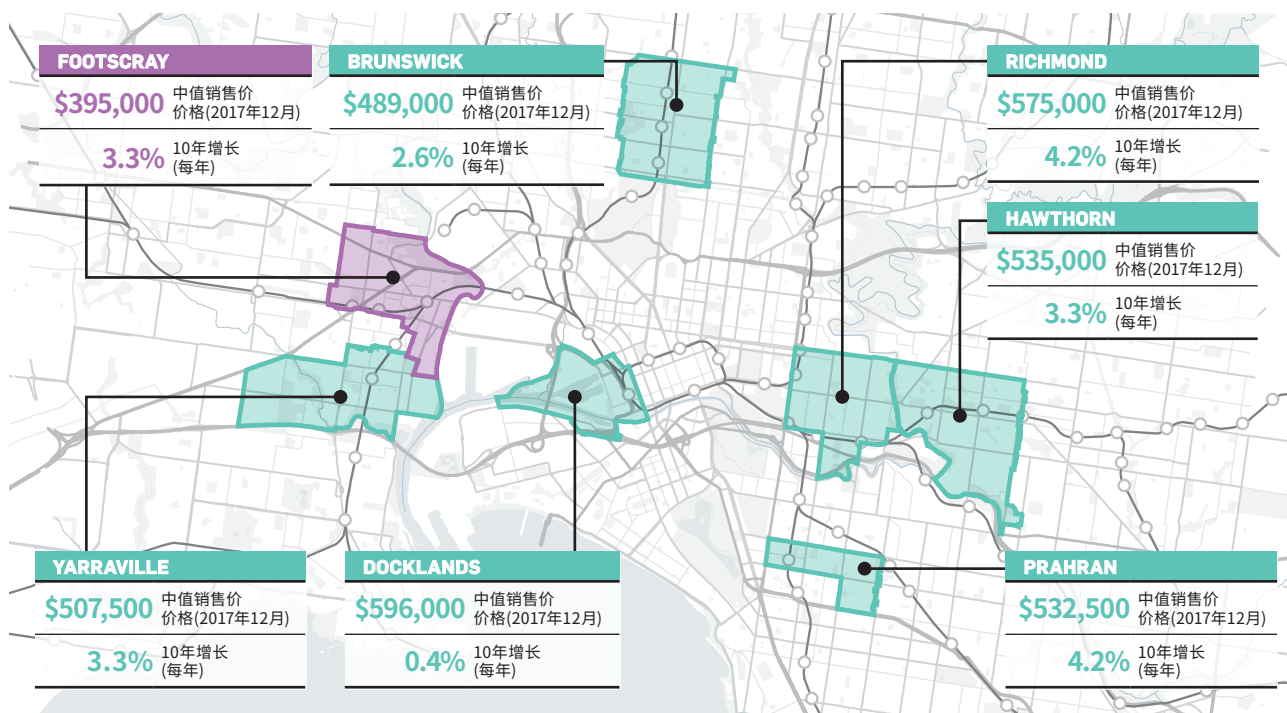 FOOTSCRAY
$395,000 中值销售价
价格(2017年12月)
3.3% 10年增长
(每年)
BRUNSWICK
$489,000 中值销售价
价格(2017年12月)
2.6% 10年增长
(每年)
RICHMOND
$575,000 中值销售价
价格(2017年12月)
4.2% 10年增长
(每年)
HAWTHORN
$535,000 中值销售价
价格(2017年12月)
3.3% 10年增长
(每年)
YARRAVILLE
$507,500 中值销售价
价格(2017年12月)
3.3% 10年增长
(每年)
DOCKLANDS
$596,000 中值销售价
价格(2017年12月)
0.4% 10年增长
(每年)
PRAHRAN
$532,500 中值销售价
价格(2017年12月)
4.2% 10年增长
(每年)